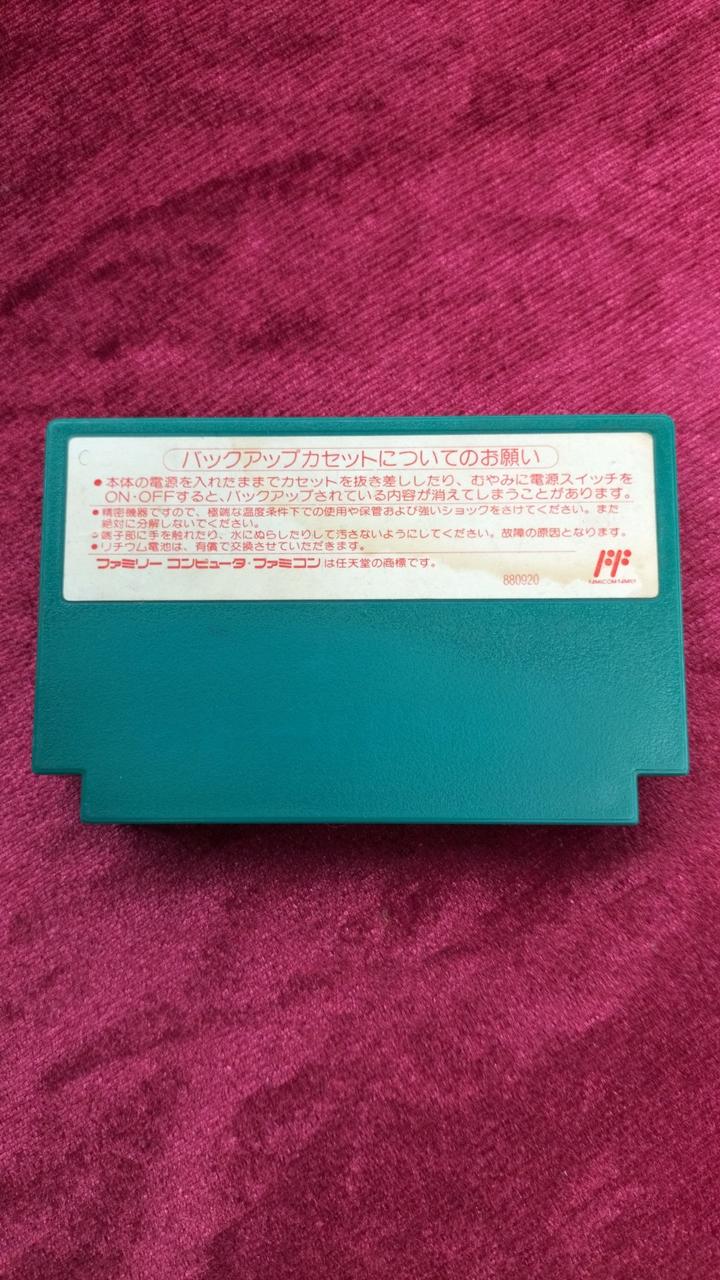 バックアップカセットについてのお願い
●本体の電源を入れたままでカセットを抜き差ししたり、むやみに電源スイッチを
ON・OFFすると、バックアップされている内容が消えてしまうことがあります。
●精密機器ですので、極端な温度条件下での使用や保管および強いショックをさけてください。また
絶対に分解しないでください。
●端子部に手を触れたり、水にぬらしたりして汚さないようにしてください。故障の原因となります。
●リチウム電池は、有償で交換させていただきます。
ファミリーコンピュータ・ファミコンは任天堂の商標です。
880920
FAMICOM FAMILY